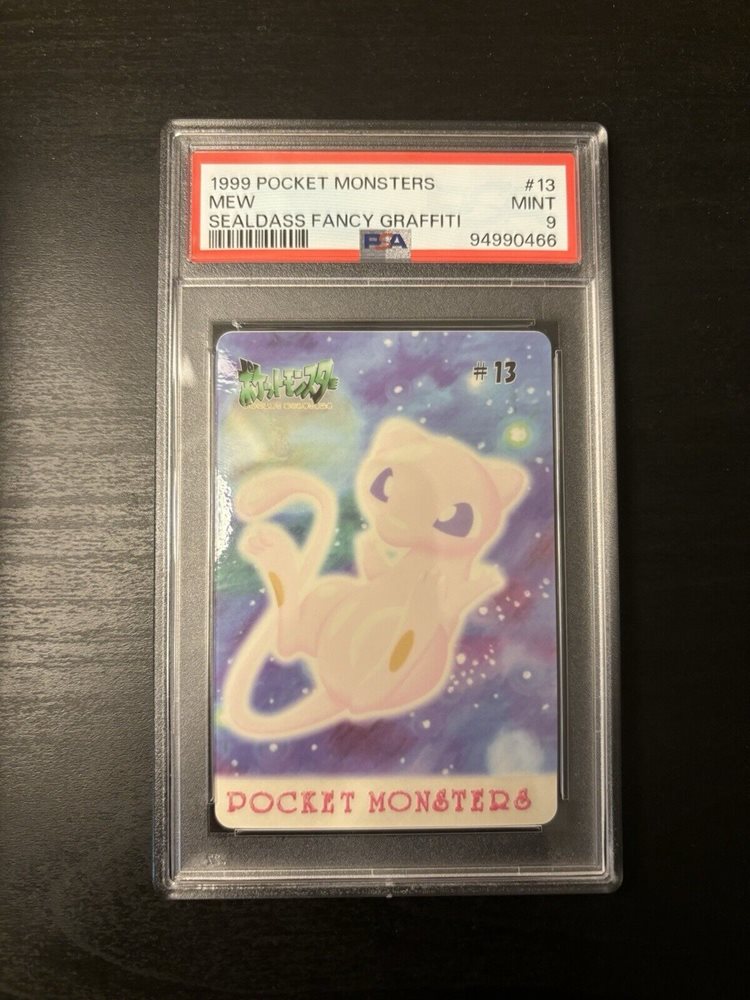 1999 POCKET MONSTERS #13
MEW MINT
SEALDASS FANCY GRAFFITI 9
PSA 94990466
ポケットモンスター
#13
POCKET MONSTERS